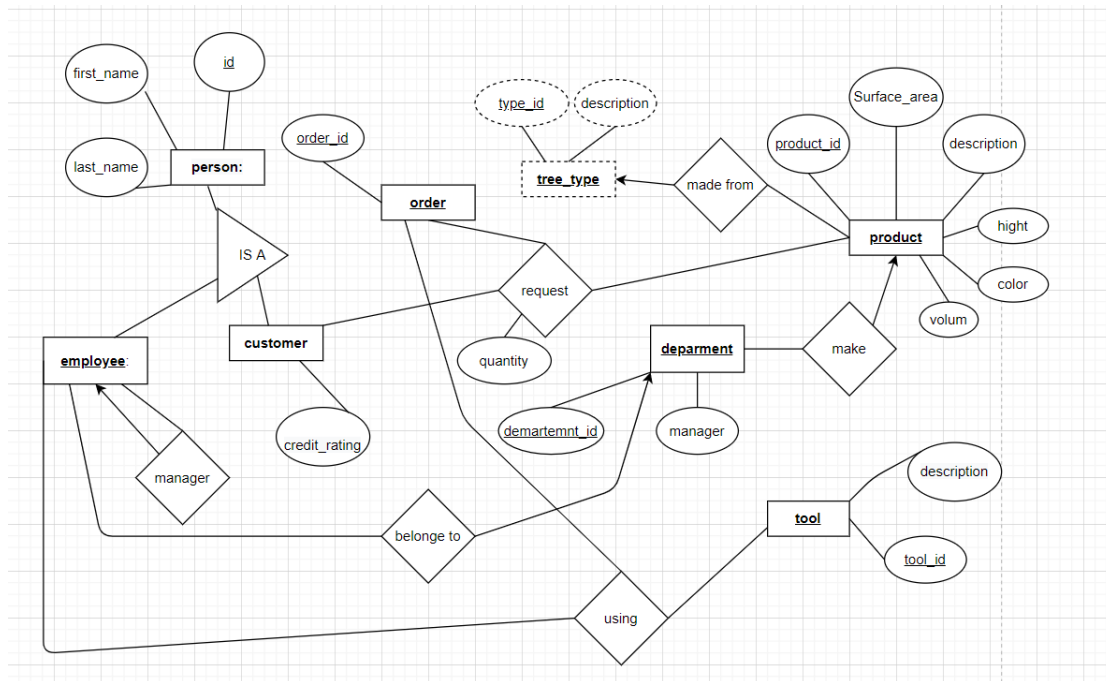 first_name
id
last_name
person:
order_id
order
type_id
description
tree_type
made from
Surface_area
product_id
description
product
hight
color
volum
IS A
request
quantity
employee:
customer
credit_rating
manager
deparment
make
demartemnt_id
manager
belonge to
description
tool
tool_id
using